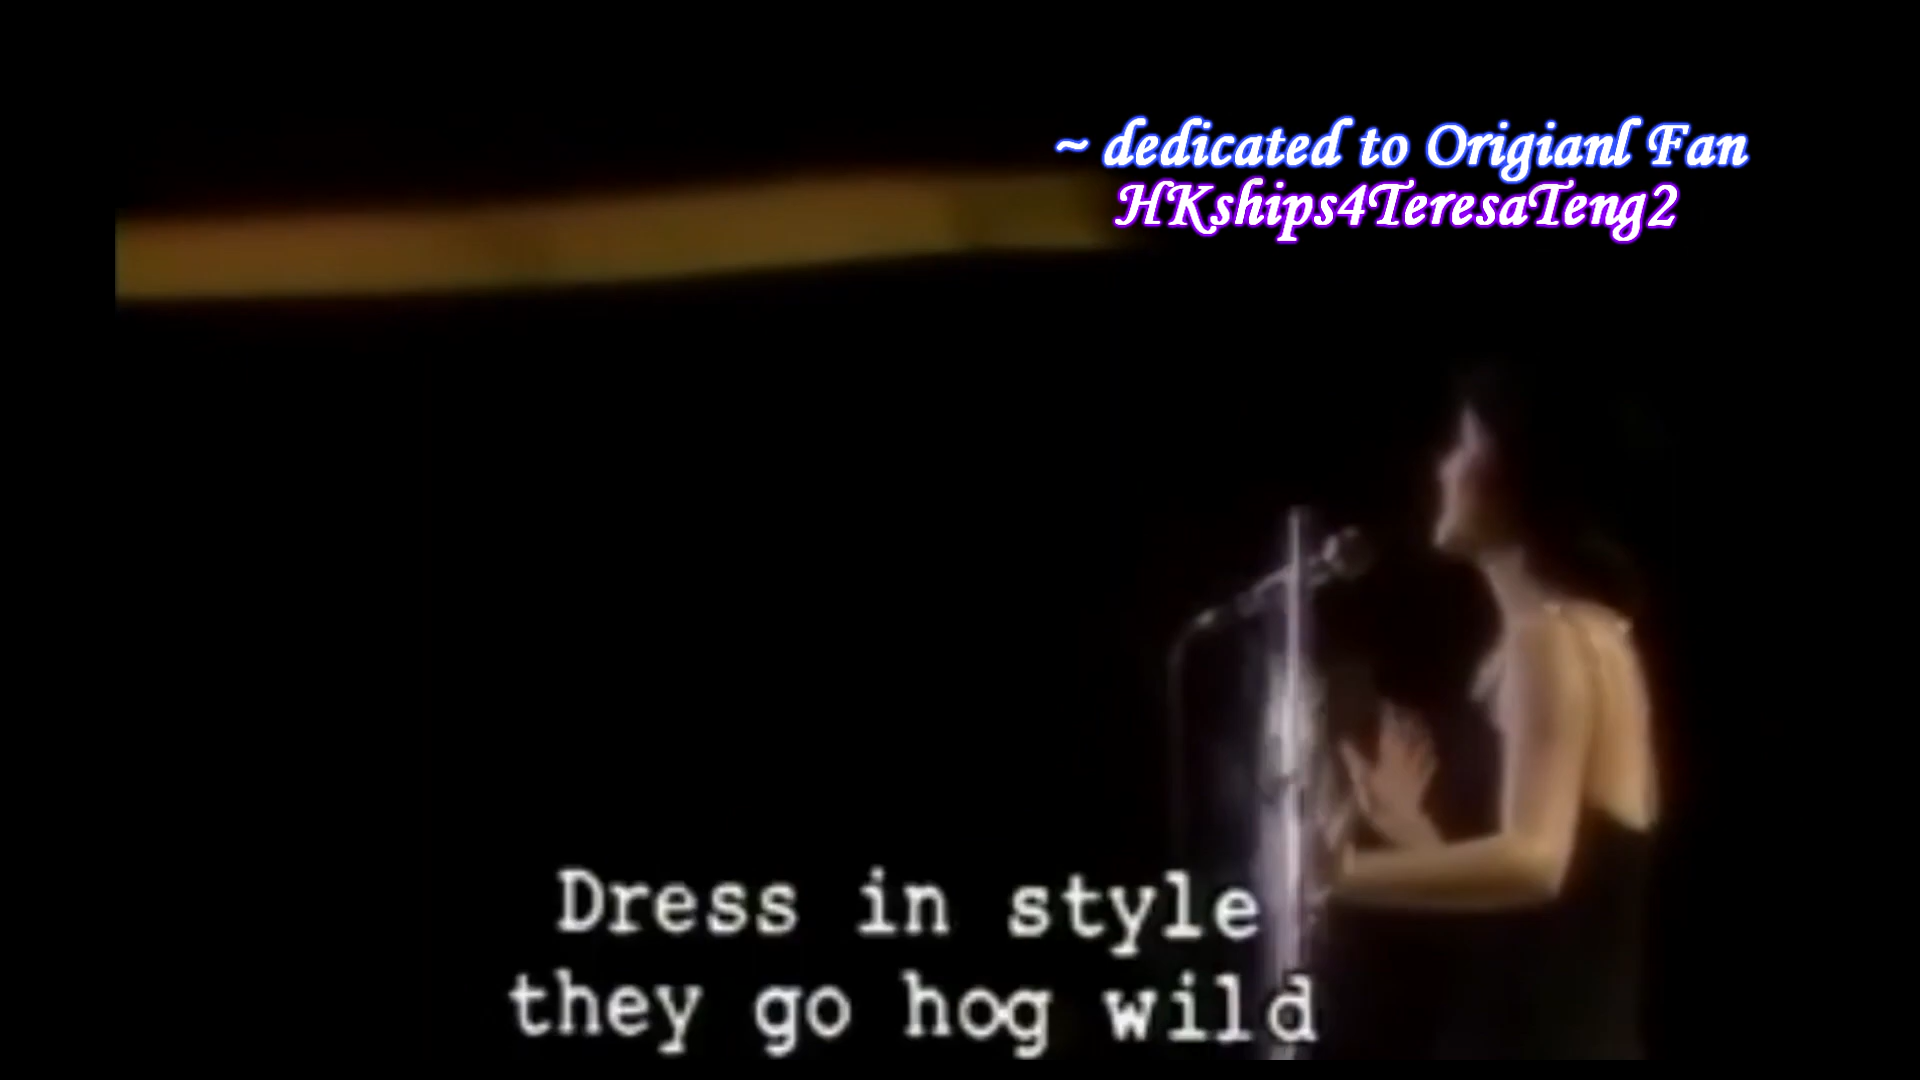 ~ dedicated to Origianl Fan
HKships4TeresaTeng2
Dress in style
they go hog wild